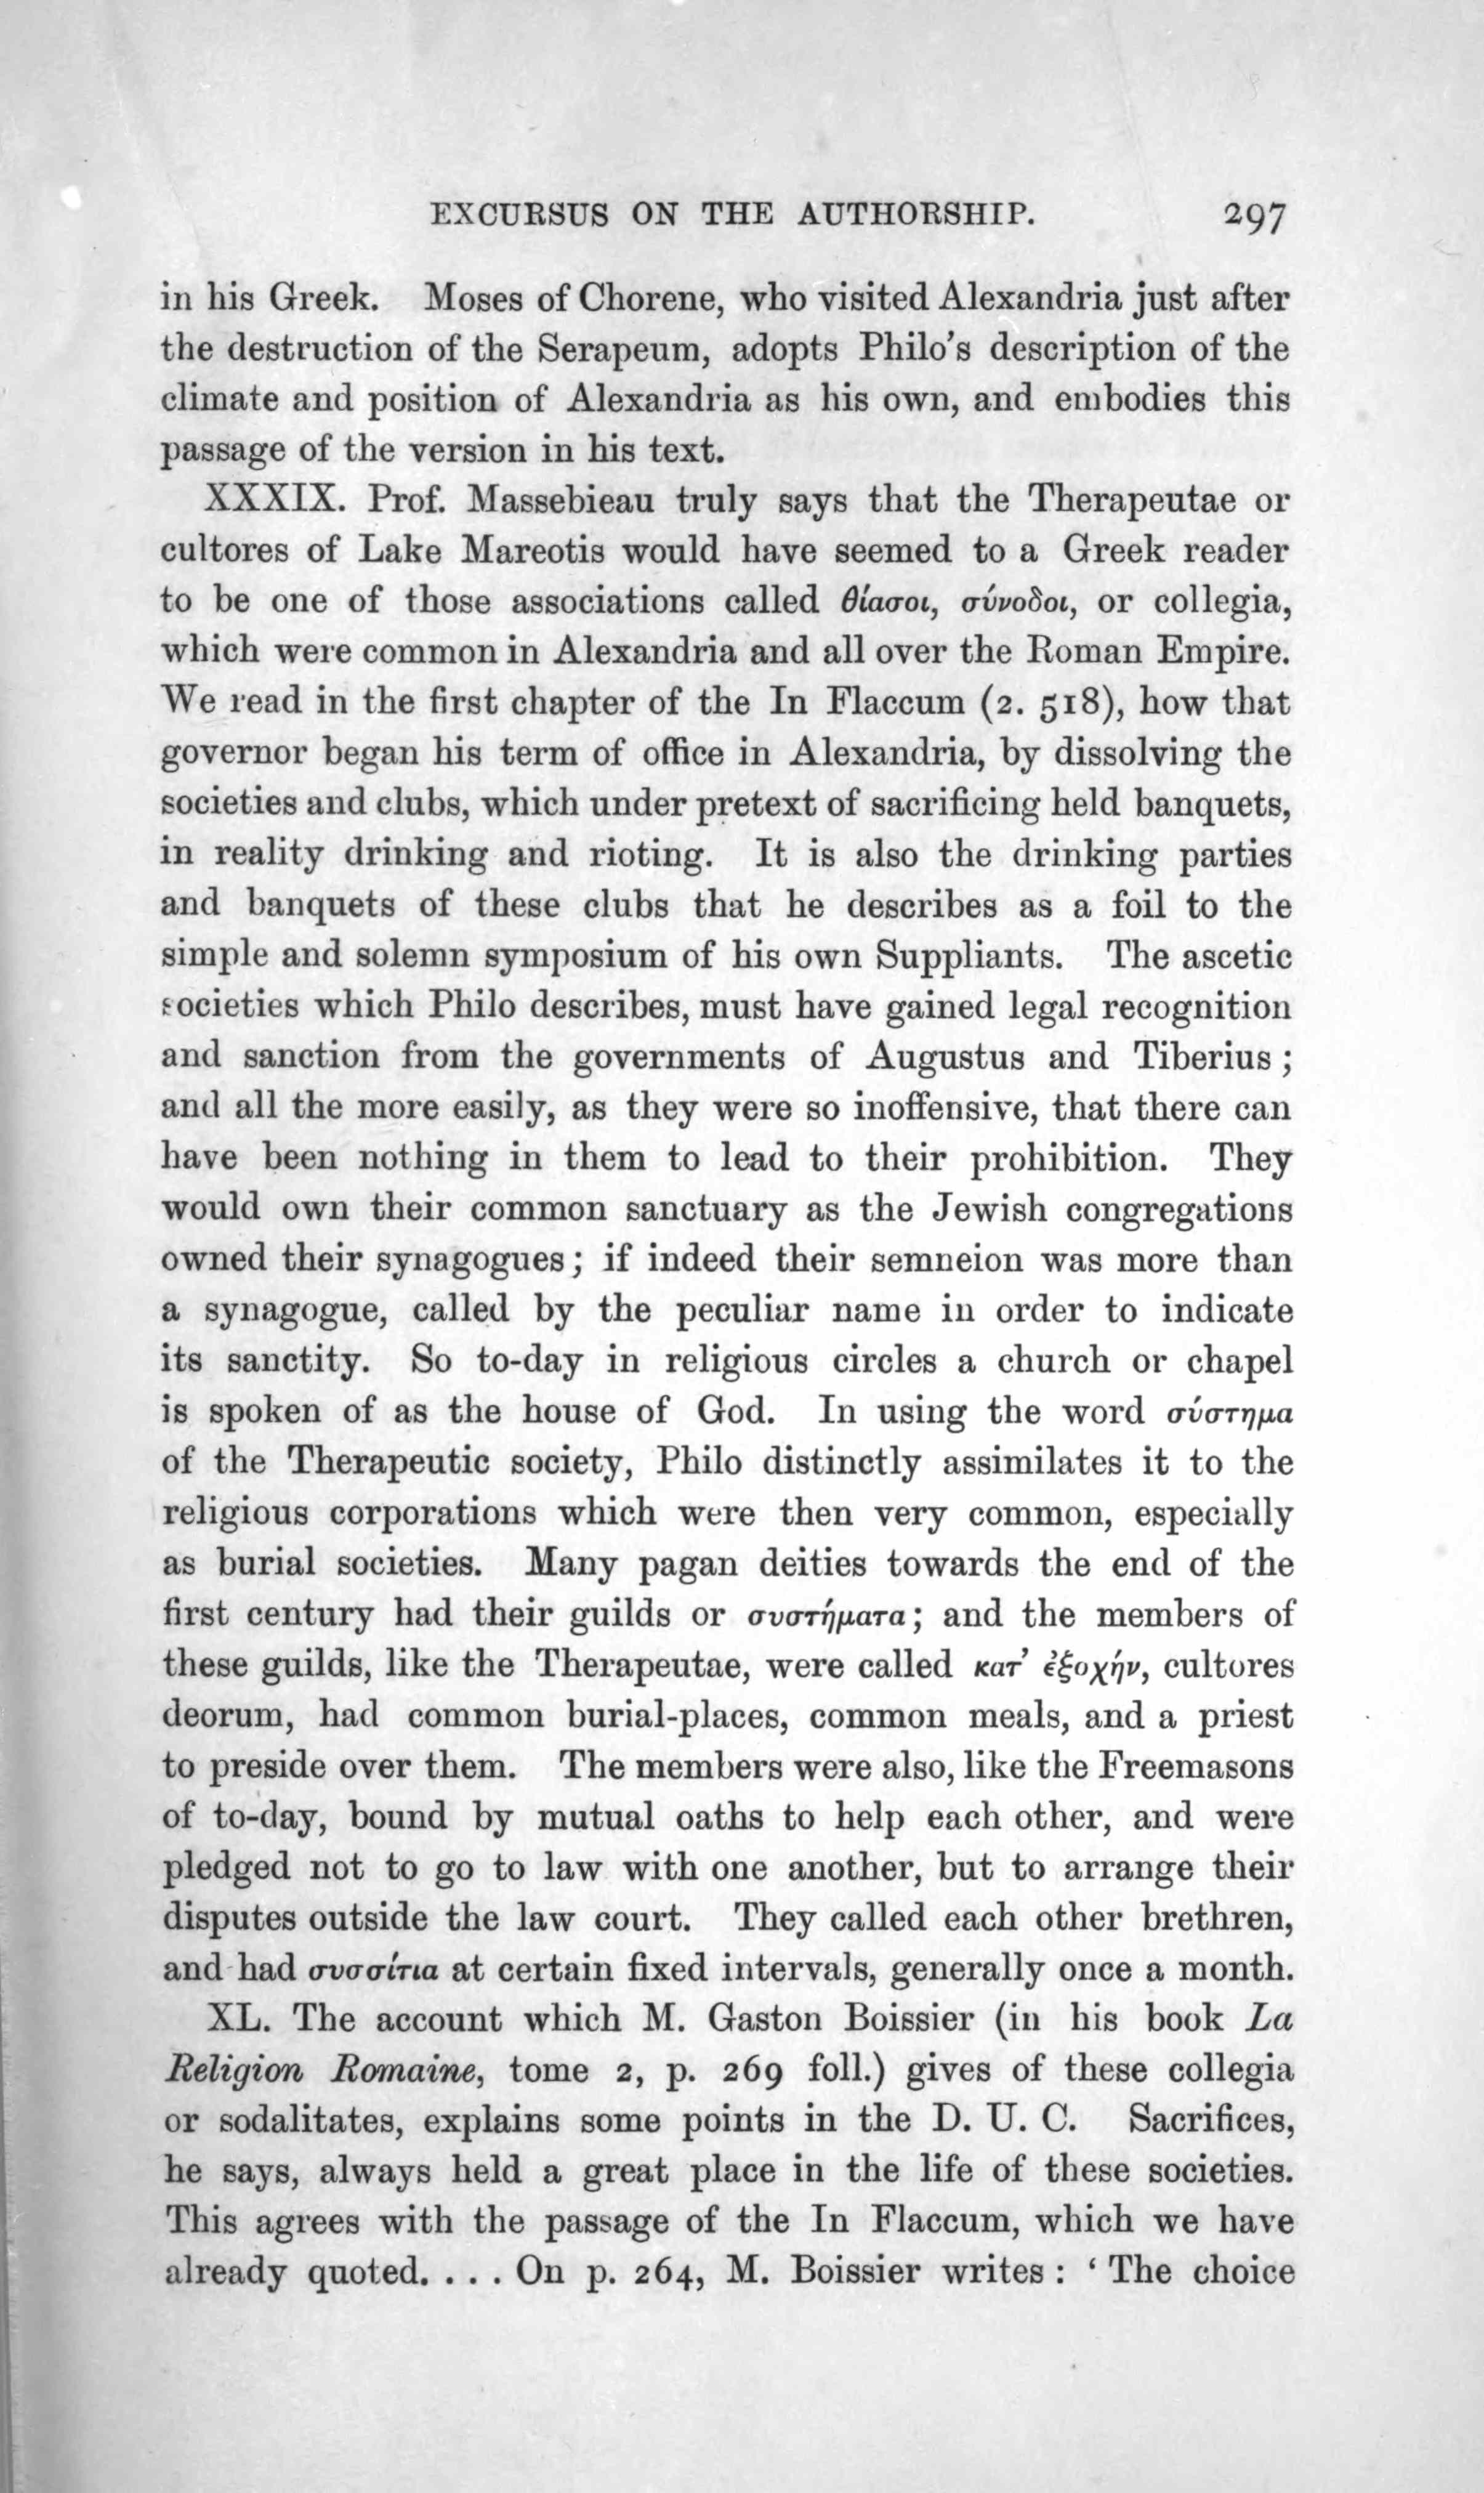 EXCURSUS ON THE AUTHORSHIP. 297
in his Greek. Moses of Chorene, who visited Alexandria just after
the destruction of the Serapeum, adopts Philo's description of the
climate and position of Alexandria as his own, and embodies this
passage of the version in his text.
XXXIX. Prof. Massebieau truly says that the Therapeutae or
cultores of Lake Mareotis would have seemed to a Greek reader
to be one of those associations called θίασοι, σύνοδοι, or collegia,
which were common in Alexandria and all over the Roman Empire.
We read in the first chapter of the In Flaccum (2. 518), how that
governor began his term of office in Alexandria, by dissolving the
societies and clubs, which under pretext of sacrificing held banquets,
in reality drinking and rioting. It is also the drinking parties
and banquets of these clubs that he describes as a foil to the
simple and solemn symposium of his own Suppliants. The ascetic
societies which Philo describes, must have gained legal recognition
and sanction from the governments of Augustus and Tiberius ;
and all the more easily, as they were so inoffensive, that there can
have been nothing in them to lead to their prohibition. They
would own their common sanctuary as the Jewish congregations
owned their synagogues ; if indeed their semneion was more than
a synagogue, called by the peculiar name in order to indicate
its sanctity. So to-day in religious circles a church or chapel
is spoken of as the house of God. In using the word σύστημα
of the Therapeutic society, Philo distinctly assimilates it to the
religious corporations which were then very common, especially
as burial societies. Many pagan deities towards the end of the
first century had their guilds or συστήματα ; and the members of
these guilds, like the Therapeutae, were called κατ' ἐξοχήν, cultores
deorum, had common burial-places, common meals, and a priest
to preside over them. The members were also, like the Freemasons
of to-day, bound by mutual oaths to help each other, and were
pledged not to go to law with one another, but to arrange their
disputes outside the law court. They called each other brethren,
and had συσσίτια at certain fixed intervals, generally once a month.
XL. The account which M. Gaston Boissier (in his book La
Religion Romaine, tome 2, p. 269 foll.) gives of these collegia
or sodalitates, explains some points in the D. U. C. Sacrifices,
he says, always held a great place in the life of these societies.
This agrees with the passage of the In Flaccum, which we have
already quoted. . . . On p. 264, M. Boissier writes : ‘ The choice